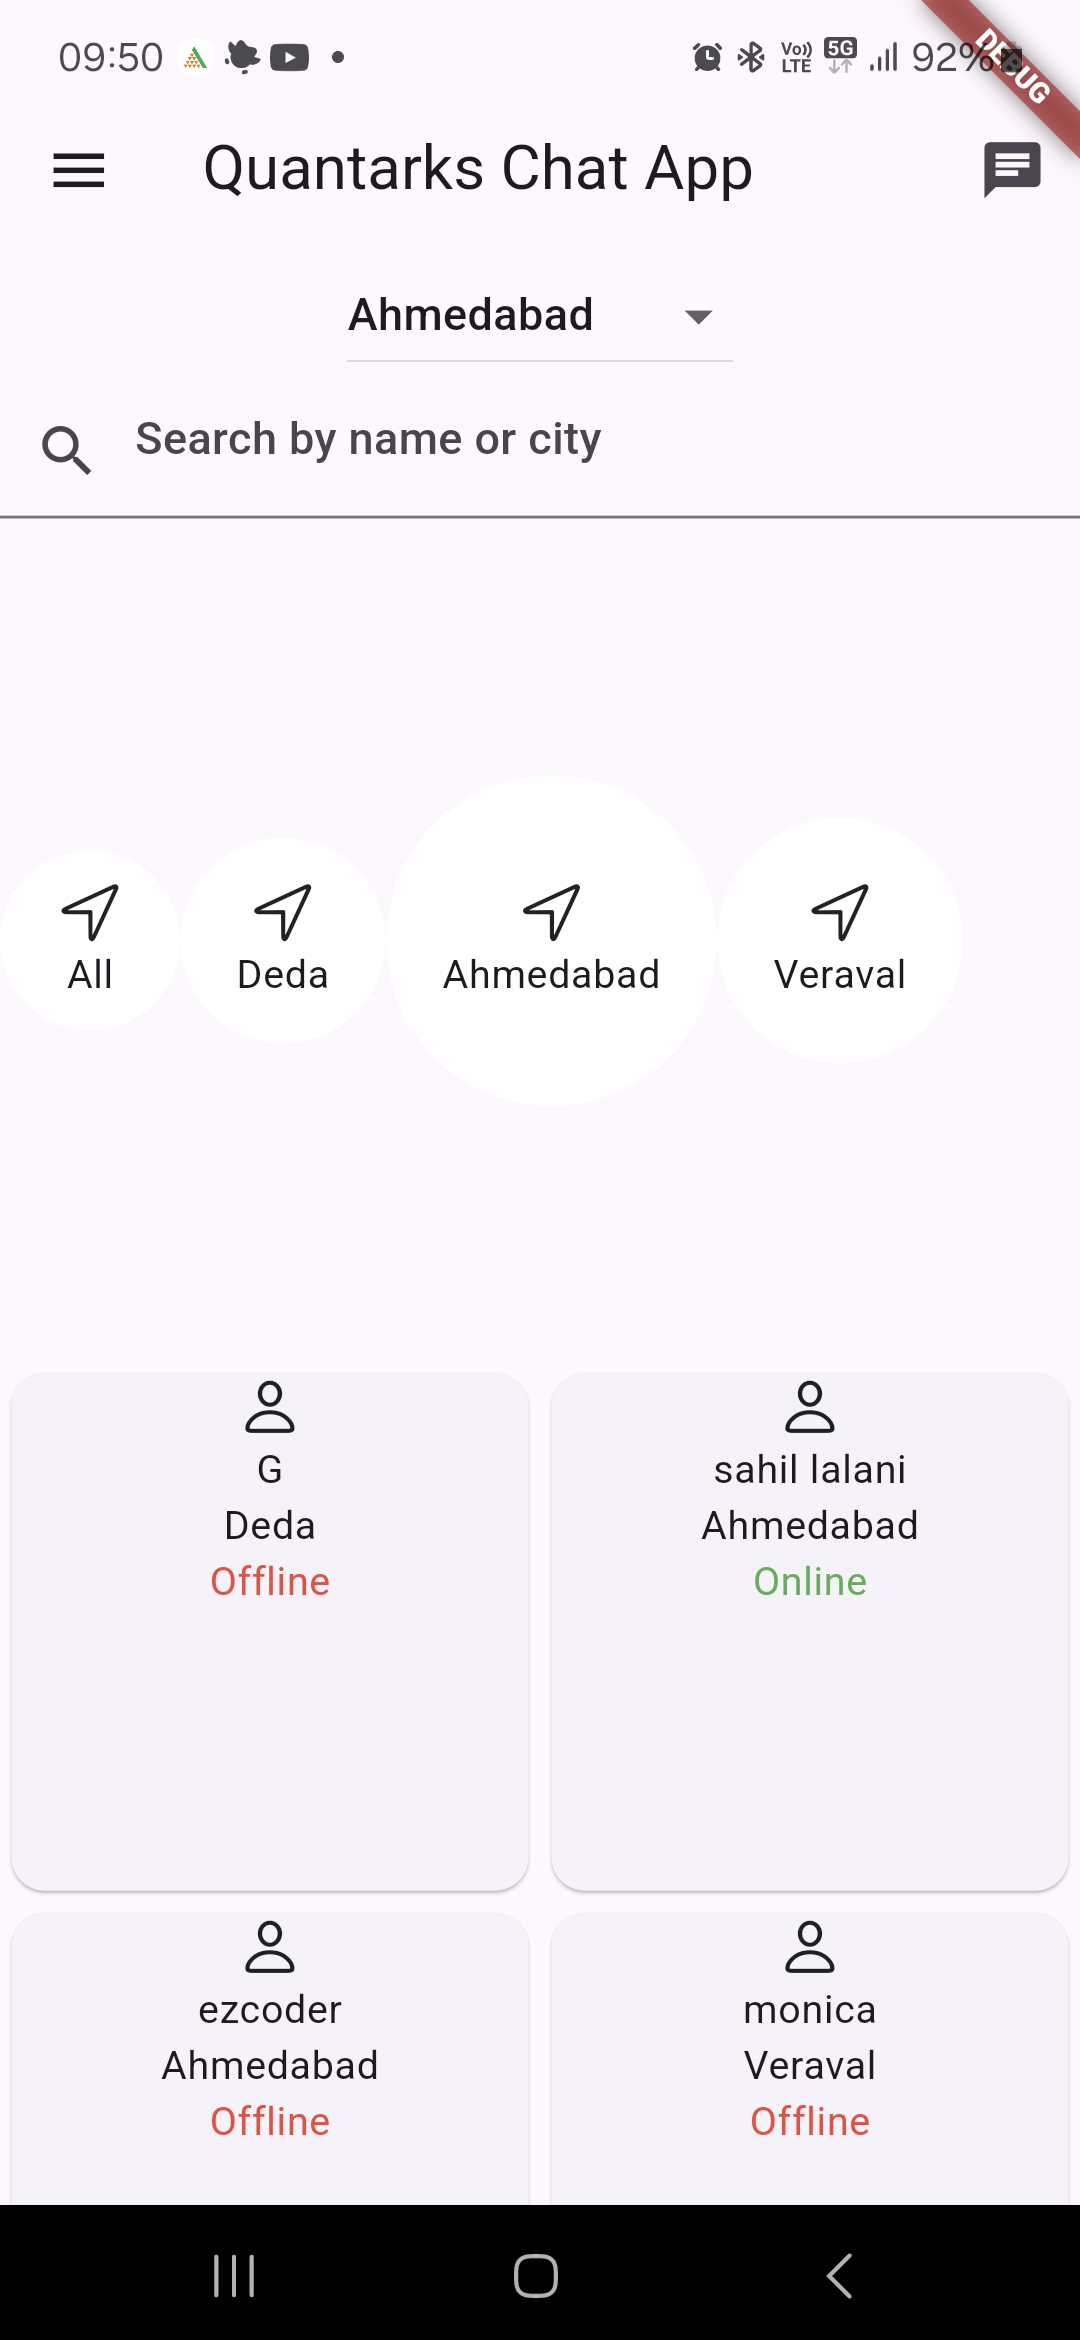 09:50 Vo)) LTE 5G 92%
DEBUG
Quantarks Chat App
Ahmedabad
Search by name or city
All Deda Ahmedabad Veraval
G
Deda
Offline
sahil lalani
Ahmedabad
Online
ezcoder
Ahmedabad
Offline
monica
Veraval
Offline